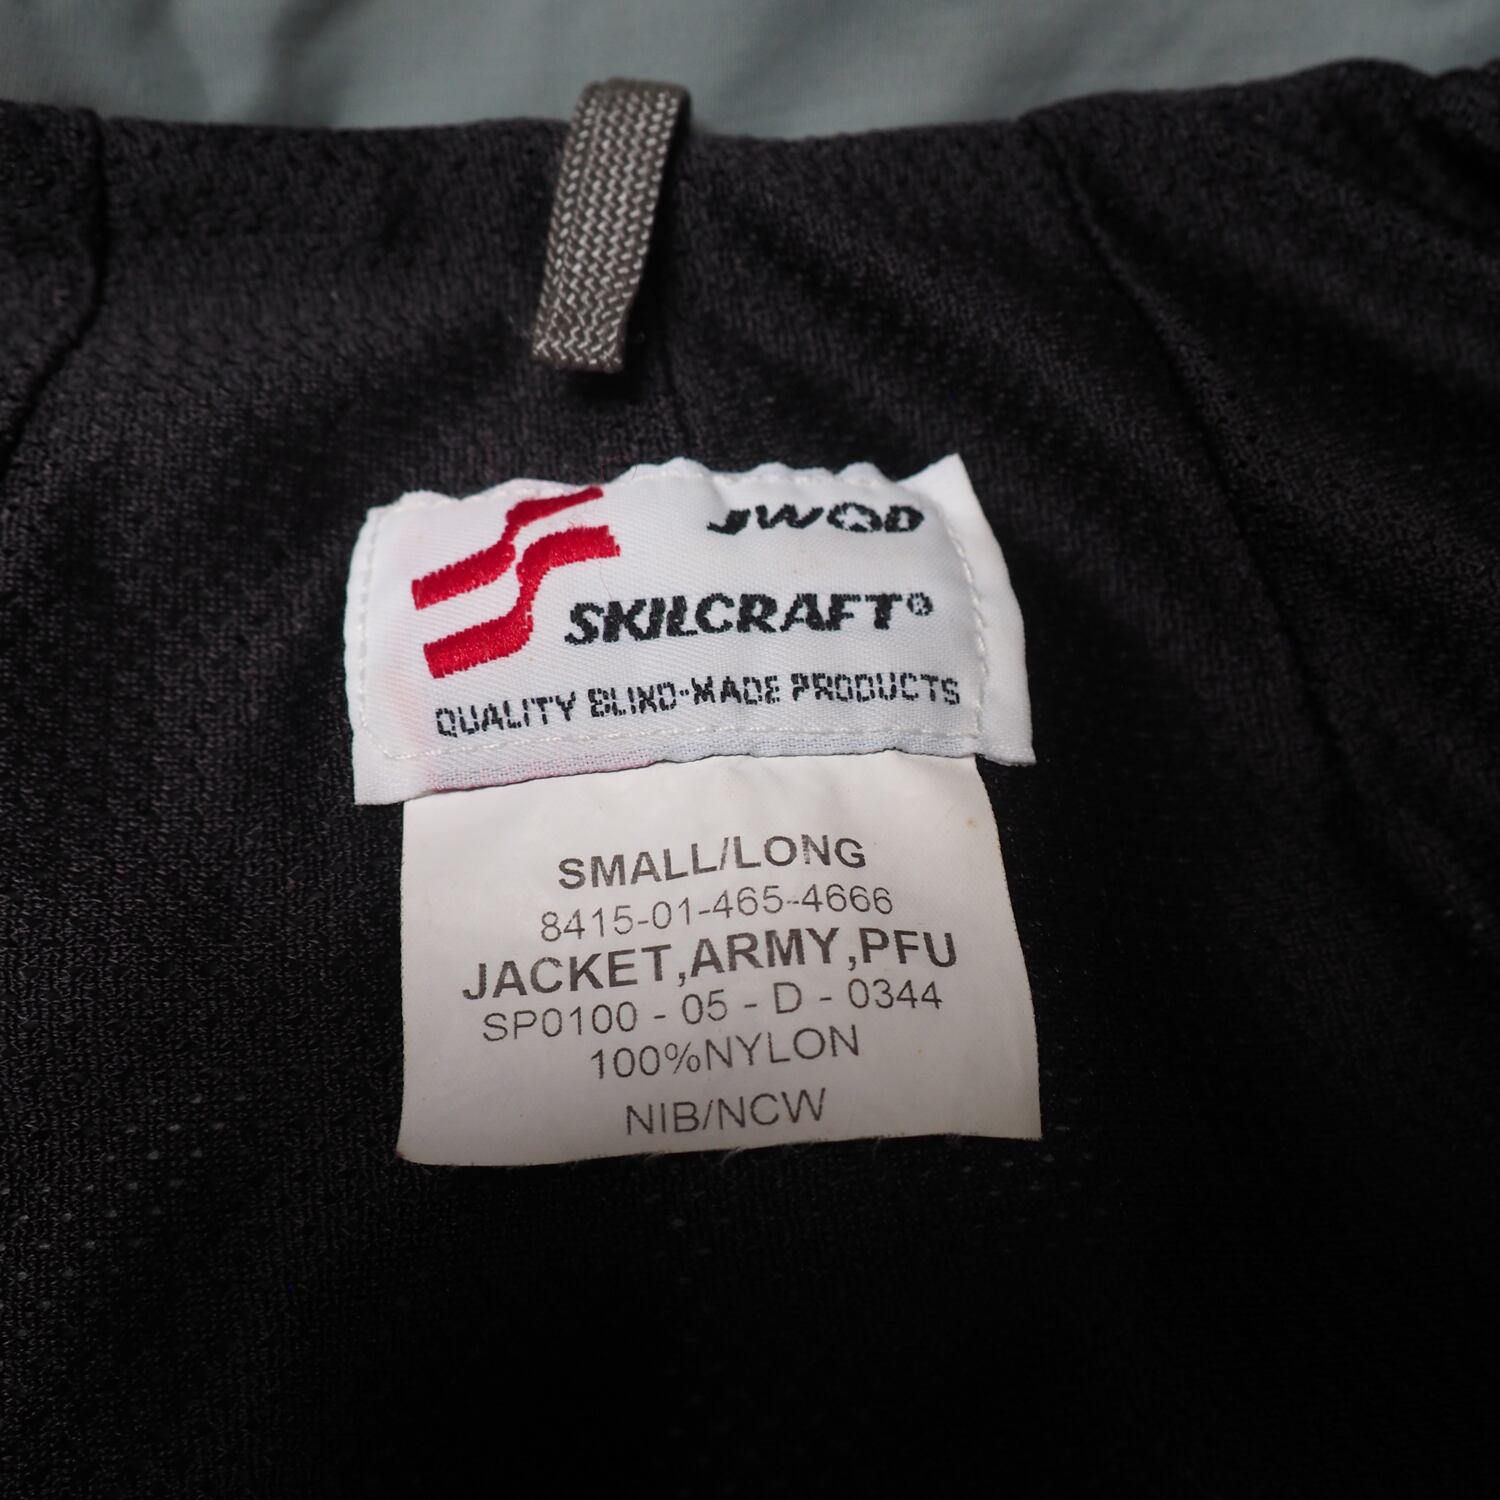 JWOD
SKILCRAFT®
QUALITY BLIND-MADE PRODUCTS
SMALL/LONG
8415-01-465-4666
JACKET,ARMY,PFU
SP0100 - 05 - D - 0344
100%NYLON
NIB/NCW